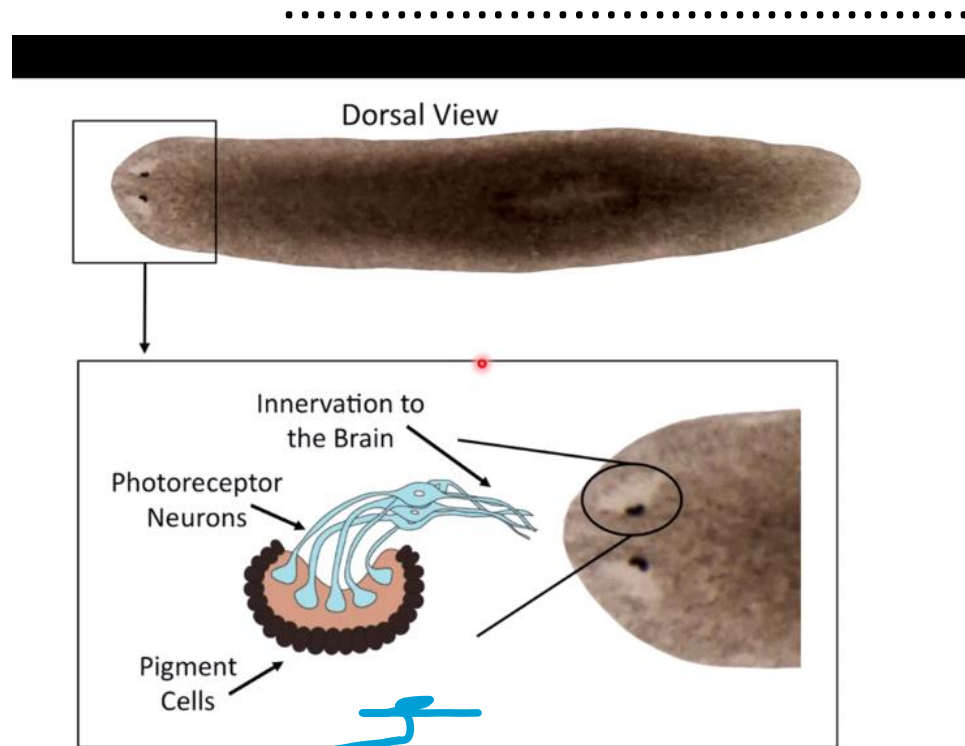 Dorsal View
Innervation to
the Brain
Photoreceptor
Neurons
Pigment
Cells